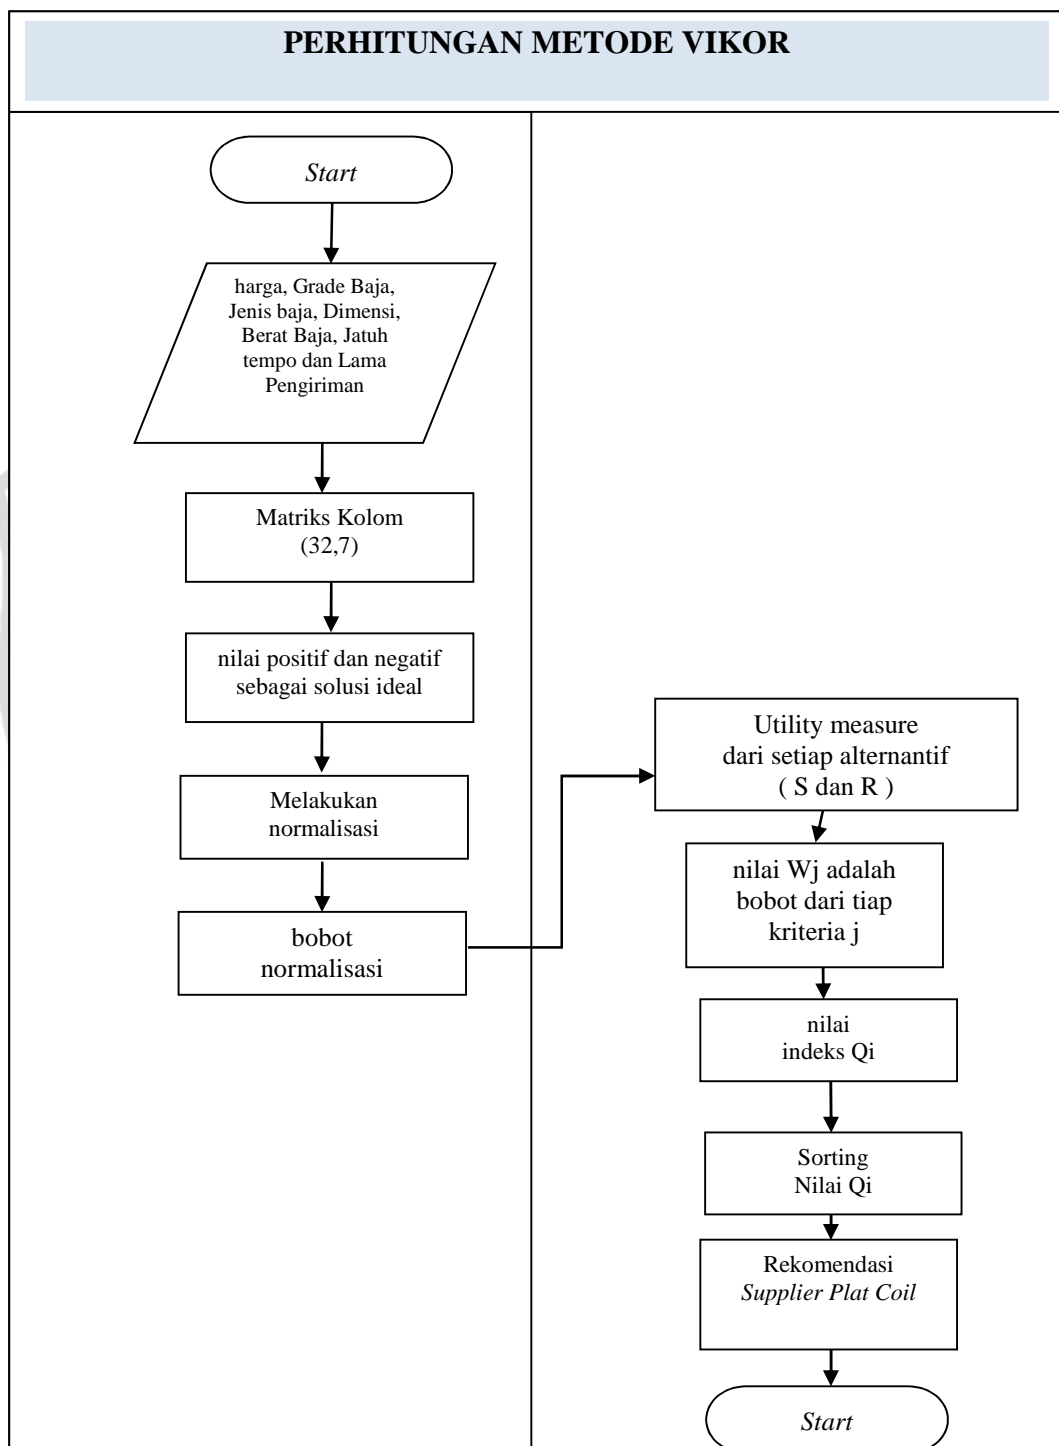 PERHITUNGAN METODE VIKOR
Start
harga, Grade Baja,
Jenis baja, Dimensi,
Berat Baja, Jatuh
tempo dan Lama
Pengiriman
Matriks Kolom
(32,7)
nilai positif dan negatif
sebagai solusi ideal
Melakukan
normalisasi
bobot
normalisasi
Utility measure
dari setiap alternantif
( S dan R )
nilai Wj adalah
bobot dari tiap
kriteria j
nilai
indeks Qi
Sorting
Nilai Qi
Rekomendasi
Supplier Plat Coil
Start